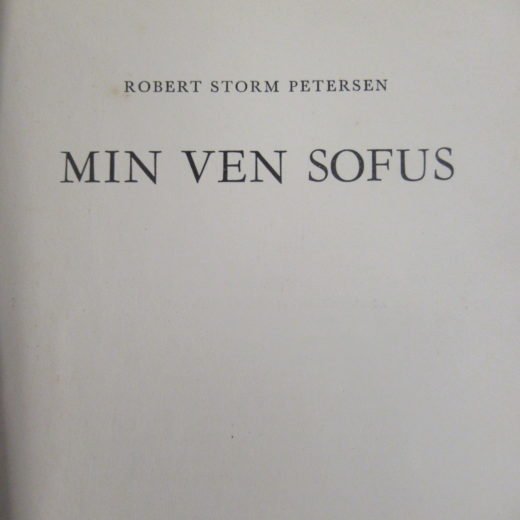 ROBERT STORM PETERSEN
MIN VEN SOFUS